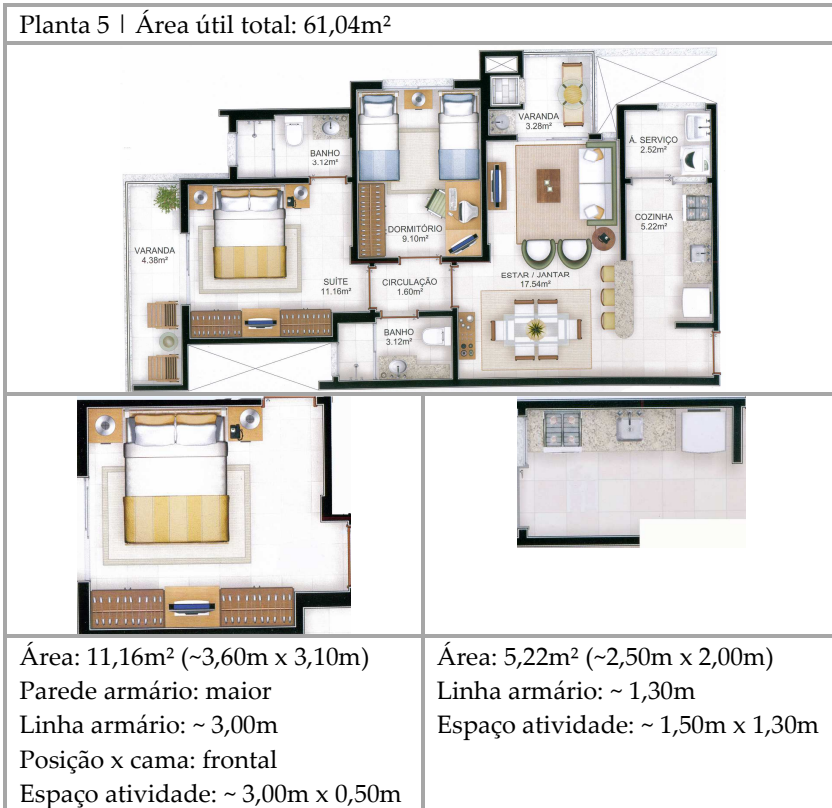 Planta 5 | Área útil total: 61,04m²
VARANDA
3.28m²
Á. SERVIÇO
2.52m²
BANHO
3.12m²
COZINHA
5.22m²
DORMITÓRIO
9.10m²
VARANDA
4.38m²
SUÍTE
11.16m²
CIRCULAÇÃO
1.60m²
ESTAR / JANTAR
17.54m²
BANHO
3.12m²
Área: 11,16m² (~3,60m x 3,10m)
Parede armário: maior
Linha armário: ~ 3,00m
Posição x cama: frontal
Espaço atividade: ~ 3,00m x 0,50m
Área: 5,22m² (~2,50m x 2,00m)
Linha armário: ~ 1,30m
Espaço atividade: ~ 1,50m x 1,30m